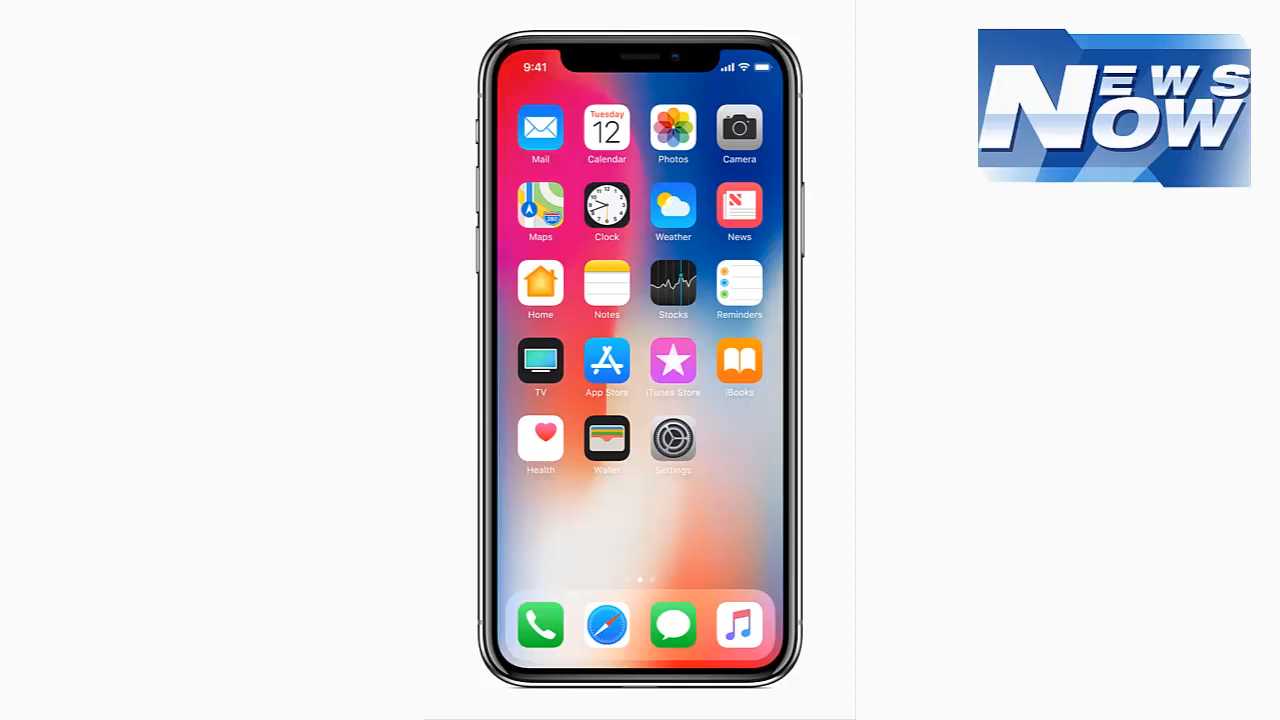 9:41
NEWS
NOW
Tuesday
12
Mail
Calendar
Photos
Camera
280
Maps
Clock
Weather
News
Home
Notes
Stocks
Reminders
TV
App Store
iTunes Store
iBooks
Health
Wallet
Settings